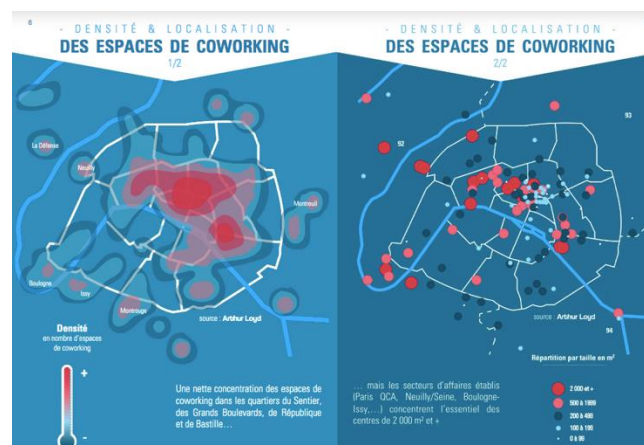 6
- DENSITÉ & LOCALISATION -
DES ESPACES DE COWORKING
1/2
La Défense
Neuilly
Montreuil
Boulogne
Issy
Montrouge
source : Arthur Loyd
Densité
en nombre d'espaces
de coworking
+
-
Une nette concentration des espaces de
coworking dans les quartiers du Sentier,
des Grands Boulevards, de République
et de Bastille...
- DENSITÉ & LOCALISATION -
DES ESPACES DE COWORKING
2/2
93
92
94
source : Arthur Loyd
... mais les secteurs d'affaires établis
(Paris QCA, Neuilly/Seine, Boulogne-
Issy,...) concentrent l'essentiel des
centres de 2 000 m² et +
Répartition par taille en m²
2 000 et +
500 à 1999
200 à 499
100 à 199
0 à 99